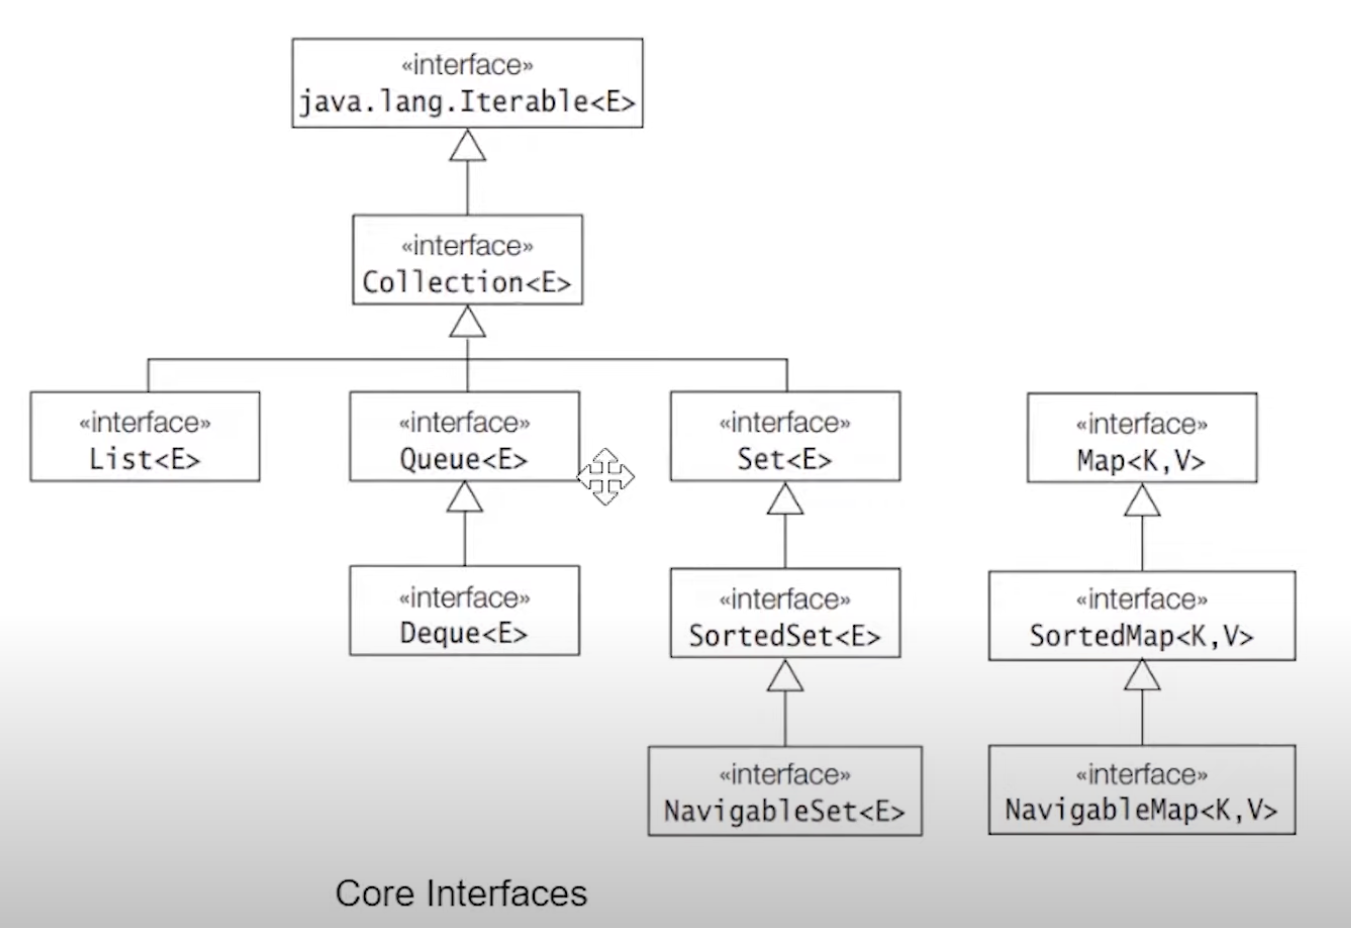 «interface»
java.lang.Iterable<E>
«interface»
Collection<E>
«interface»
List<E>
«interface»
Queue<E>
«interface»
Set<E>
«interface»
Map<K,V>
«interface»
Deque<E>
«interface»
SortedSet<E>
«interface»
SortedMap<K,V>
«interface»
NavigableSet<E>
«interface»
NavigableMap<K,V>
Core Interfaces